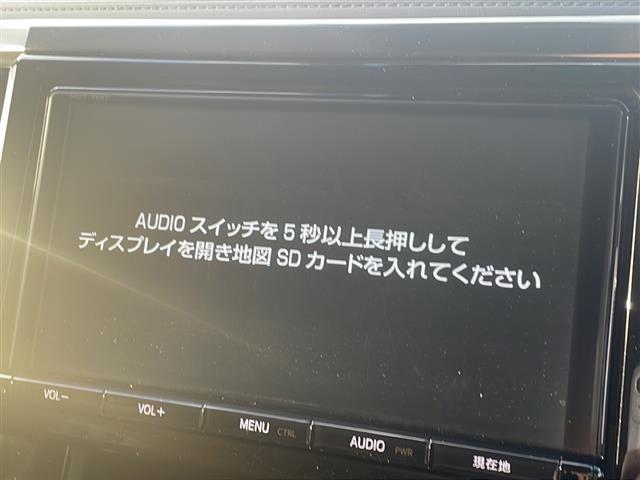 AUDIO スイッチを 5 秒以上長押しして
ディスプレイを開き地図 SD カードを入れてください
VOL−
VOL+
MENU CTRL
AUDIO PWR
現在地